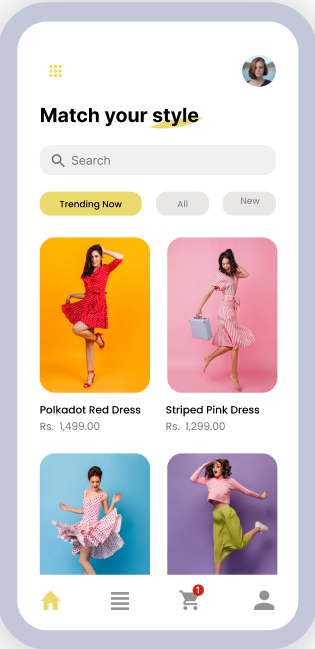 Match your style
Search
Trending Now
All
New
Polkadot Red Dress
Striped Pink Dress
Rs. 1,499.00
Rs. 1,299.00
1